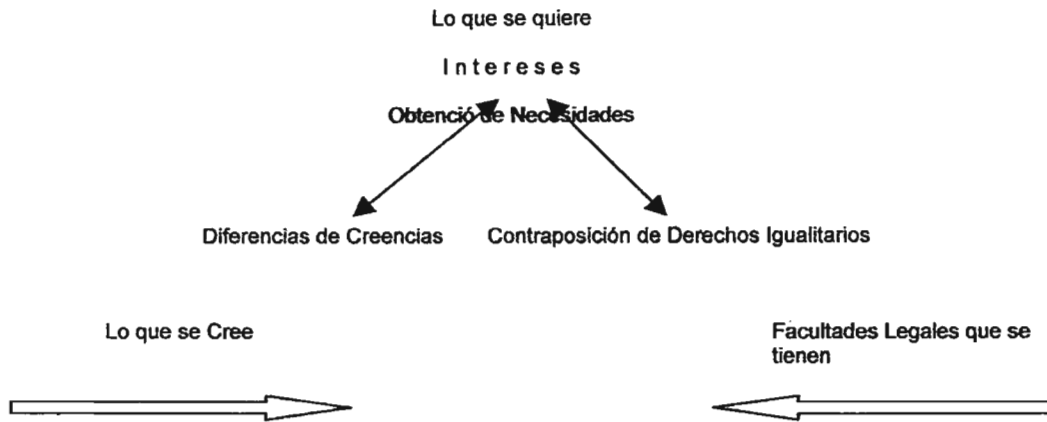 Lo que se quiere
I n t e r e s e s
Obtenció de Necesidades
Diferencias de Creencias
Contraposición de Derechos Igualitarios
Lo que se Cree
Facultades Legales que se
tienen